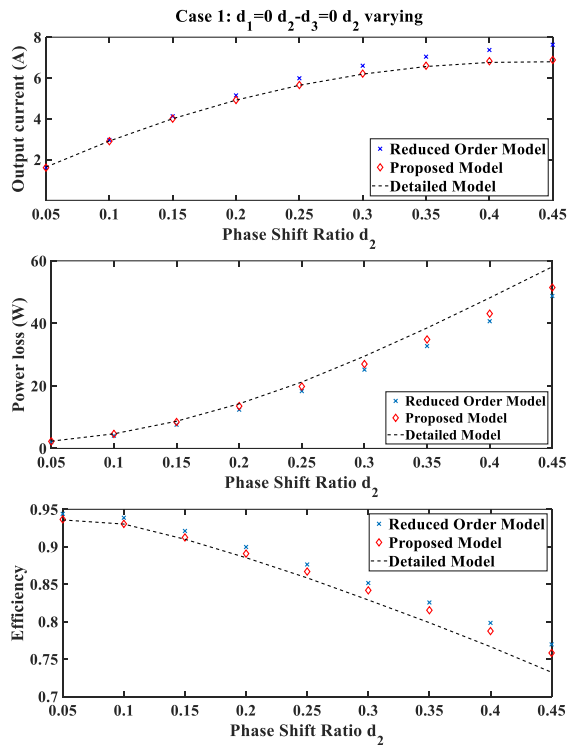 Case 1: d1=0 d2-d3=0 d2 varying
Output current (A)
8
6
4
2
Reduced Order Model
Proposed Model
Detailed Model
0.05 0.1 0.15 0.2 0.25 0.3 0.35 0.4 0.45
Phase Shift Ratio d2
Power loss (W)
60
40
20
0
Reduced Order Model
Proposed Model
Detailed Model
0.05 0.1 0.15 0.2 0.25 0.3 0.35 0.4 0.45
Phase Shift Ratio d2
Efficiency
0.95
0.9
0.85
0.8
0.75
0.7
Reduced Order Model
Proposed Model
Detailed Model
0.05 0.1 0.15 0.2 0.25 0.3 0.35 0.4 0.45
Phase Shift Ratio d2